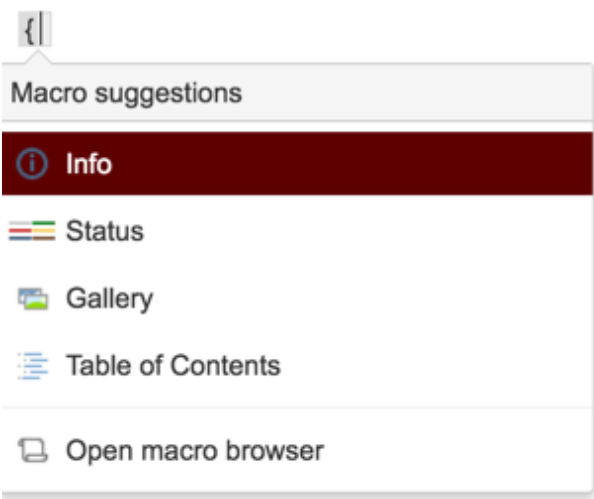 {
Macro suggestions
Info
Status
Gallery
Table of Contents
Open macro browser